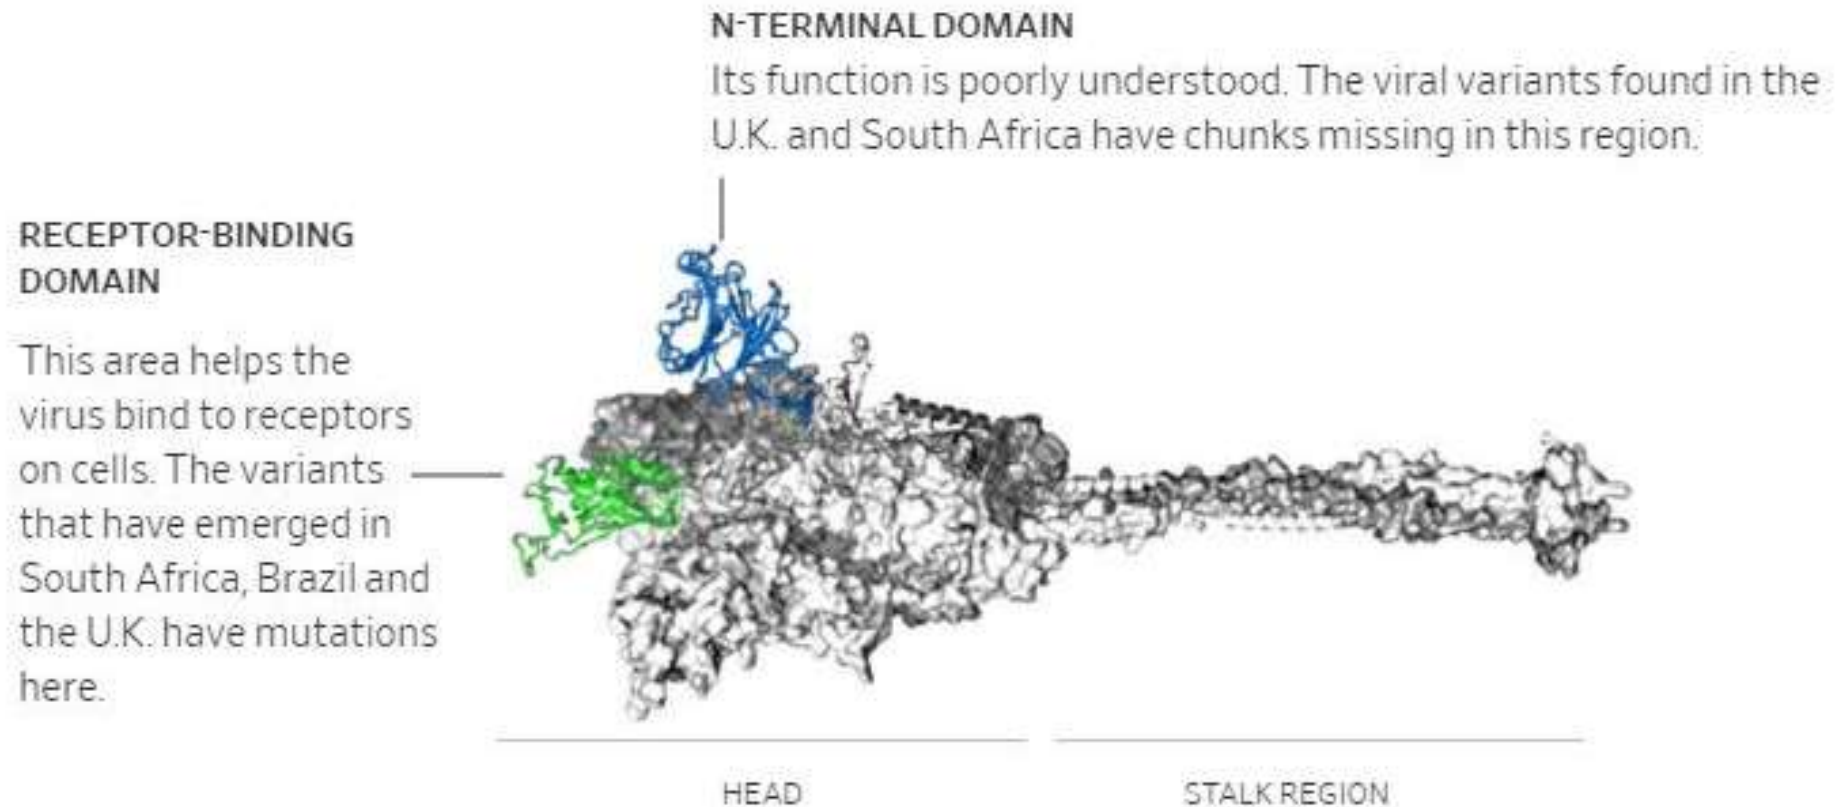 N-TERMINAL DOMAIN
Its function is poorly understood. The viral variants found in the
U.K. and South Africa have chunks missing in this region.
RECEPTOR-BINDING
DOMAIN
This area helps the
virus bind to receptors
on cells. The variants
that have emerged in
South Africa, Brazil and
the U.K. have mutations
here.
HEAD
STALK REGION